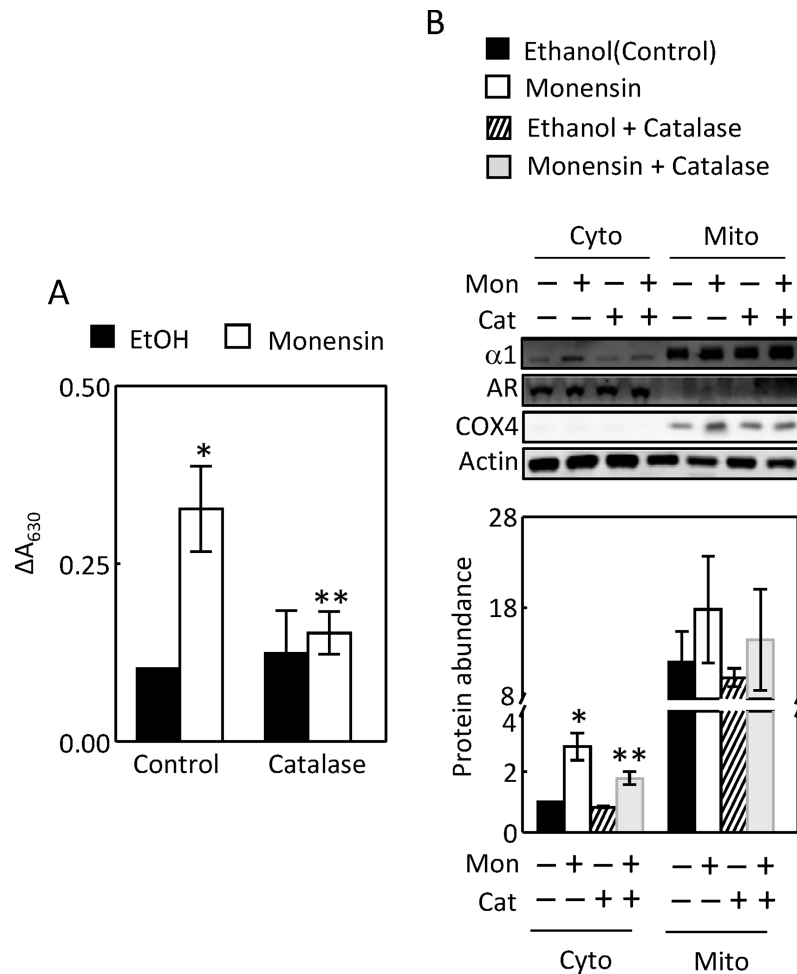 B
Ethanol(Control)
Monensin
Ethanol + Catalase
Monensin + Catalase
Cyto Mito
Mon − + − + − + − +
Cat − − + + − − + +
α1
AR
COX4
Actin
A
EtOH Monensin
0.50
0.25
0.00
ΔA630
*
**
Control Catalase
28
18
8
4
2
0
Protein abundance
*
**
Mon − + − + − + − +
Cat − − + + − − + +
Cyto Mito